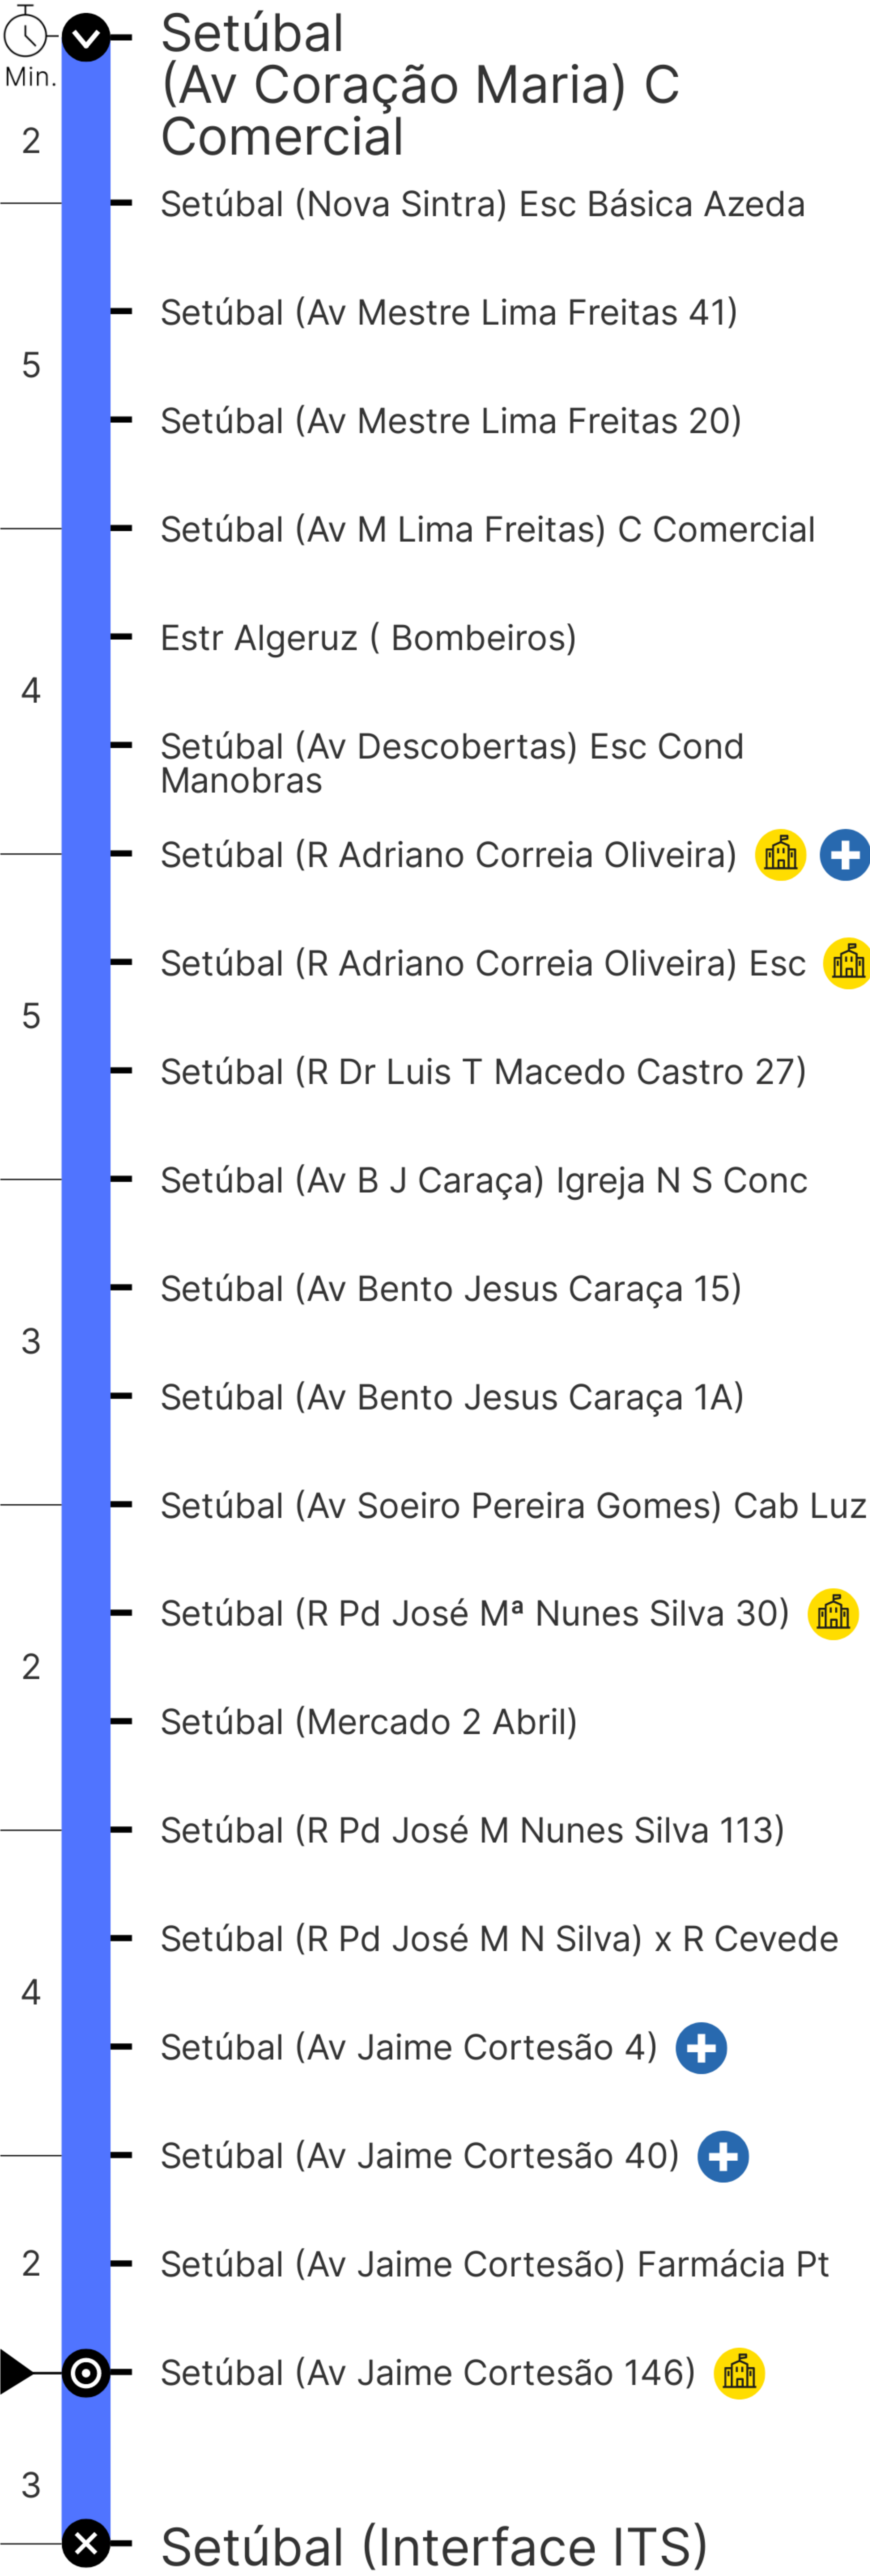 Min.
Setúbal
(Av Coração Maria) C
Comercial
2
Setúbal (Nova Sintra) Esc Básica Azeda
Setúbal (Av Mestre Lima Freitas 41)
5
Setúbal (Av Mestre Lima Freitas 20)
Setúbal (Av M Lima Freitas) C Comercial
Estr Algeruz ( Bombeiros)
4
Setúbal (Av Descobertas) Esc Cond
Manobras
Setúbal (R Adriano Correia Oliveira)
Setúbal (R Adriano Correia Oliveira) Esc
5
Setúbal (R Dr Luis T Macedo Castro 27)
Setúbal (Av B J Caraça) Igreja N S Conc
Setúbal (Av Bento Jesus Caraça 15)
3
Setúbal (Av Bento Jesus Caraça 1A)
Setúbal (Av Soeiro Pereira Gomes) Cab Luz
Setúbal (R Pd José Mª Nunes Silva 30)
2
Setúbal (Mercado 2 Abril)
Setúbal (R Pd José M Nunes Silva 113)
Setúbal (R Pd José M N Silva) x R Cevede
4
Setúbal (Av Jaime Cortesão 4)
Setúbal (Av Jaime Cortesão 40)
2
Setúbal (Av Jaime Cortesão) Farmácia Pt
Setúbal (Av Jaime Cortesão 146)
3
Setúbal (Interface ITS)